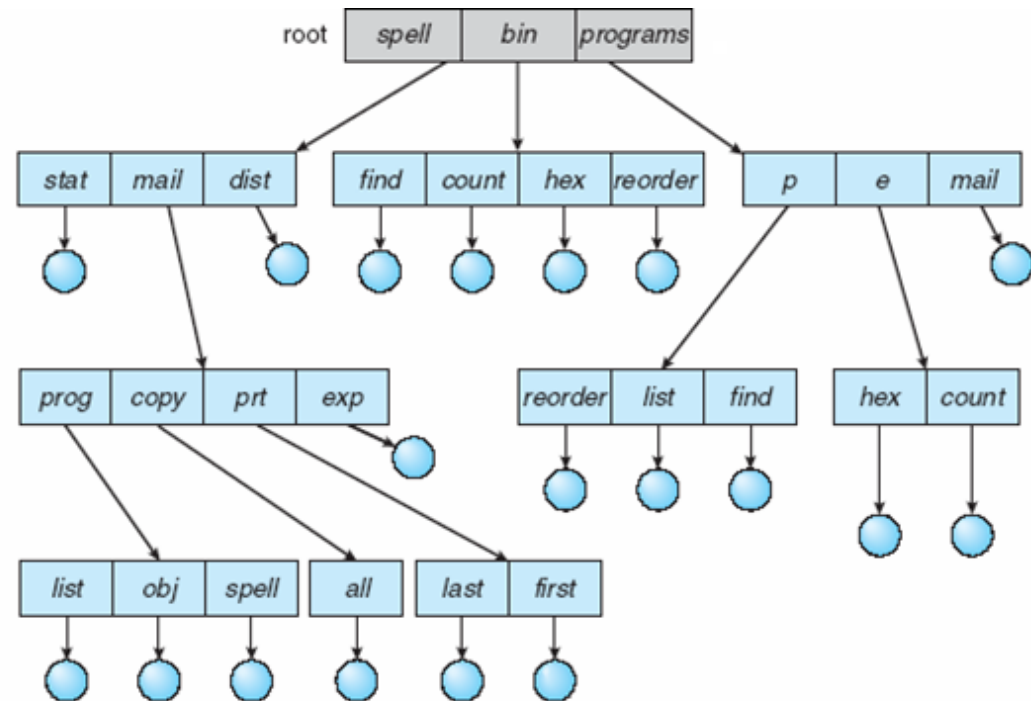 root spell bin programs
stat mail dist find count hex reorder p e mail
prog copy prt exp reorder list find hex count
list obj spell all last first